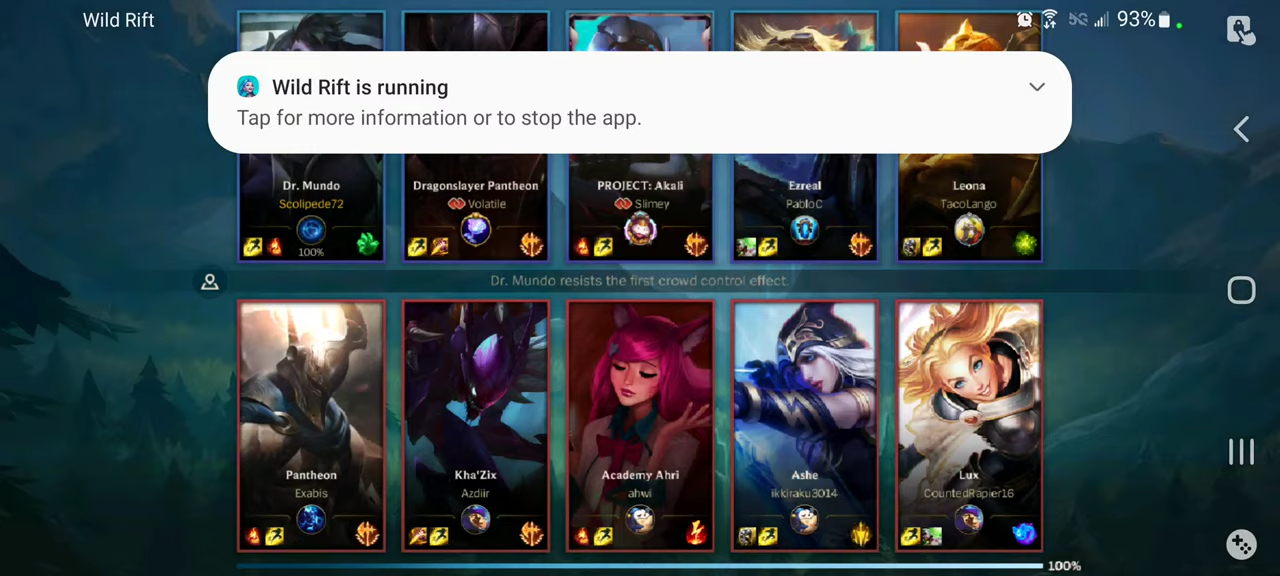 Wild Rift
5G
93%
Wild Rift is running
Tap for more information or to stop the app.
Dr. Mundo
Scolipede72
100%
Dragonslayer Pantheon
Volatile
PROJECT: Akali
Slimey
Ezreal
PabloC
Leona
TacoLango
Dr. Mundo resists the first crowd control effect.
Pantheon
Exabis
Kha'Zix
Azdiir
Academy Ahri
ahwi
Ashe
ikkiraku3014
Lux
CountedRapier16
100%